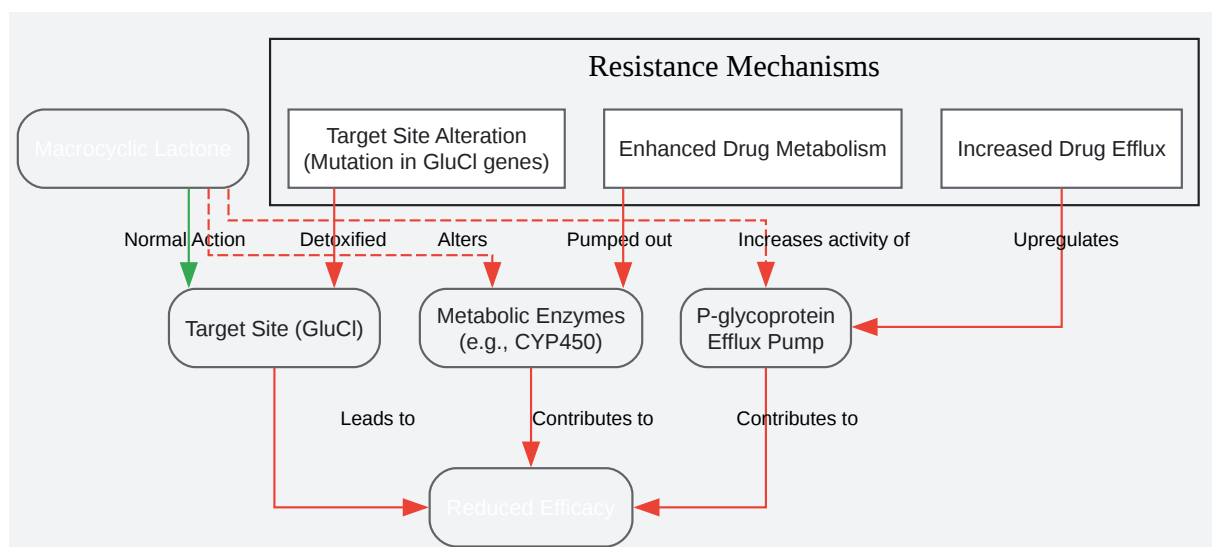 Resistance Mechanisms
Macrocyclic Lactone
Target Site Alteration
(Mutation in GluCl genes)
Enhanced Drug Metabolism
Increased Drug Efflux
Normal Action
Detoxified
Alters
Pumped out
Increases activity of
Upregulates
Target Site (GluCl)
Metabolic Enzymes
(e.g., CYP450)
P-glycoprotein
Efflux Pump
Leads to
Contributes to
Contributes to
Reduced Efficacy